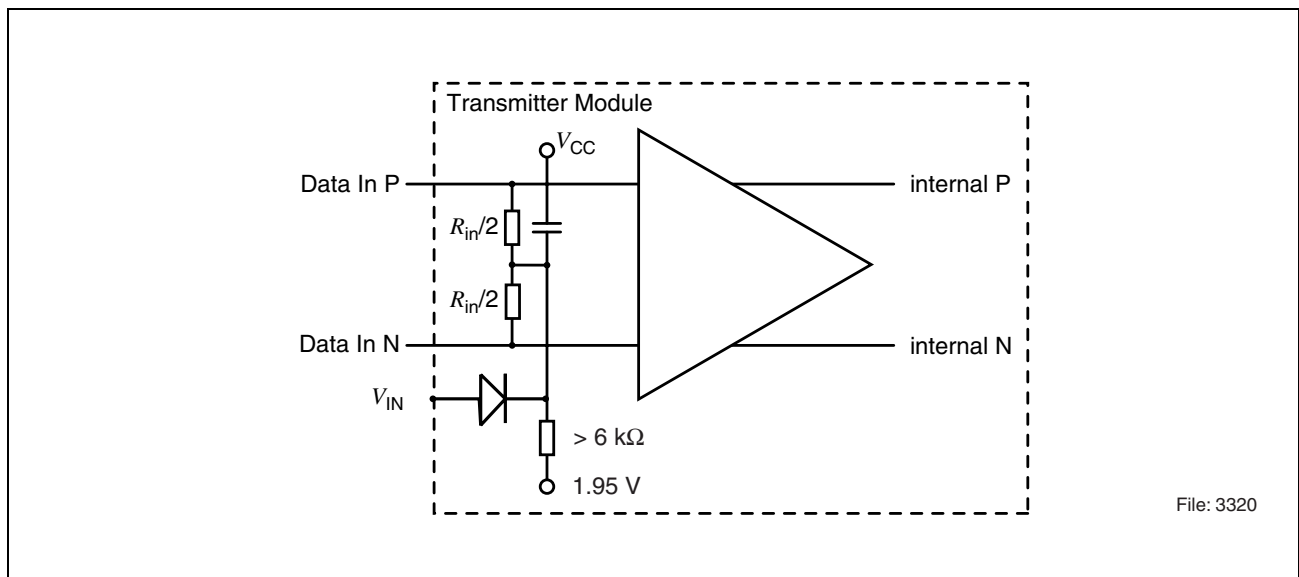 Transmitter Module
VCC
Data In P
internal P
Rin/2
Rin/2
Data In N
internal N
VIN
> 6 kΩ
1.95 V
File: 3320